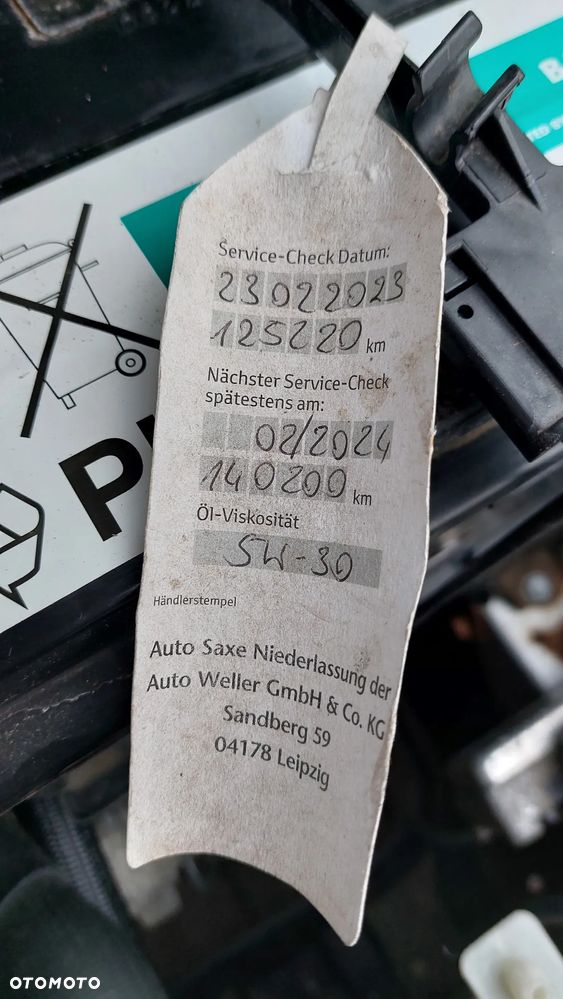 Service-Check Datum:
23022023
125220 km
Nächster Service-Check
spätestens am:
02/2024
140200 km
Öl-Viskosität
5W-30
Händlerstempel
Auto Saxe Niederlassung der
Auto Weller GmbH & Co. KG
Sandberg 59
04178 Leipzig
OTOMOTO